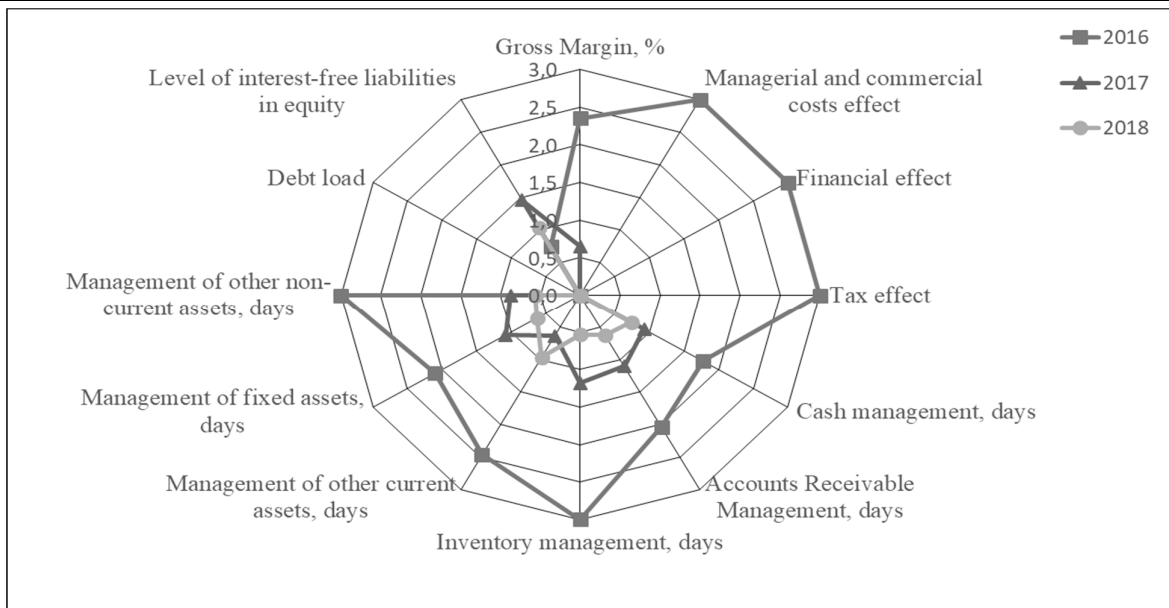 Gross Margin, %
2016
2017
2018
Level of interest-free liabilities
in equity
Managerial and commercial
costs effect
3,0
2,5
2,0
1,5
1,0
0,5
0,0
Debt load
Financial effect
Management of other non-
current assets, days
Tax effect
Management of fixed assets,
days
Cash management, days
Management of other current
assets, days
Accounts Receivable
Management, days
Inventory management, days